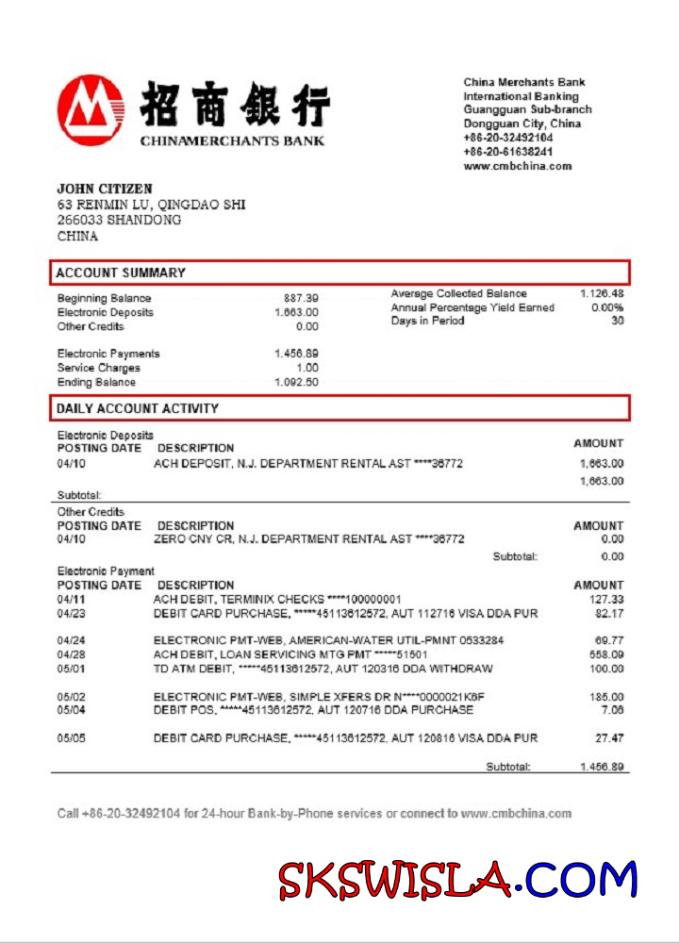 招商银行
CHINAMERCHANTS BANK
China Merchants Bank
International Banking
Guangguan Sub-branch
Dongguan City, China
+86-20-32492104
+86-20-61638241
www.cmbchina.com
JOHN CITIZEN
63 RENMIN LU, QINGDAO SHI
266033 SHANDONG
CHINA
ACCOUNT SUMMARY
Beginning Balance 887.39
Electronic Deposits 1.663.00
Other Credits 0.00
Average Collected Balance 1.126.48
Annual Percentage Yield Earned 0.00%
Days in Period 30
Electronic Payments 1.456.89
Service Charges 1.00
Ending Balance 1.092.50
DAILY ACCOUNT ACTIVITY
Electronic Deposits
POSTING DATE DESCRIPTION AMOUNT
04/10 ACH DEPOSIT, N.J. DEPARTMENT RENTAL AST ****36772 1,663.00
1,663.00
Subtotal:
Other Credits
POSTING DATE DESCRIPTION AMOUNT
04/10 ZERO CNY CR, N.J. DEPARTMENT RENTAL AST ****36772 0.00
Subtotal: 0.00
Electronic Payment
POSTING DATE DESCRIPTION AMOUNT
04/11 ACH DEBIT, TERMINIX CHECKS ****100000001 127.33
04/23 DEBIT CARD PURCHASE, *****45113612572, AUT 112716 VISA DDA PUR 82.17
04/24 ELECTRONIC PMT-WEB, AMERICAN-WATER UTIL-PMNT 0533284 69.77
04/28 ACH DEBIT, LOAN SERVICING MTG PMT *****51501 558.09
05/01 TD ATM DEBIT, *****45113612572, AUT 120316 DDA WITHDRAW 100.00
05/02 ELECTRONIC PMT-WEB, SIMPLE XFERS DR N****0000021K6F 185.00
05/04 DEBIT POS, *****45113612572, AUT 120716 DDA PURCHASE 7.06
05/05 DEBIT CARD PURCHASE, *****45113612572, AUT 120816 VISA DDA PUR 27.47
Subtotal: 1.456.89
Call +86-20-32492104 for 24-hour Bank-by-Phone services or connect to www.cmbchina.com
SKSWISLA.COM